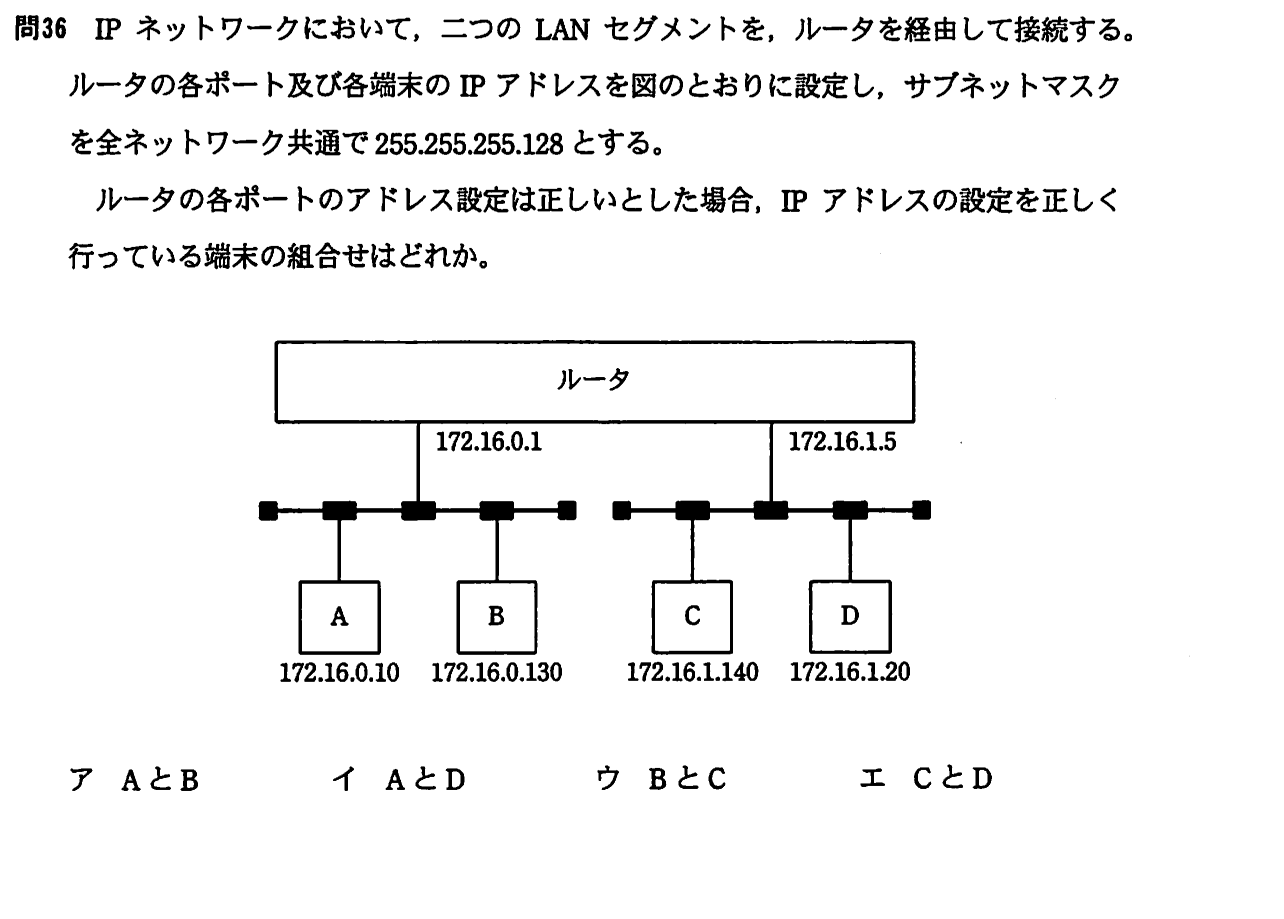 問36 IP ネットワークにおいて，二つの LAN セグメントを，ルータを経由して接続する。
ルータの各ポート及び各端末の IP アドレスを図のとおりに設定し，サブネットマスク
を全ネットワーク共通で 255.255.255.128 とする。
ルータの各ポートのアドレス設定は正しいとした場合，IP アドレスの設定を正しく
行っている端末の組合せはどれか。
ルータ
172.16.0.1 172.16.1.5
A B C D
172.16.0.10 172.16.0.130 172.16.1.140 172.16.1.20
ア AとB イ AとD ウ BとC エ CとD